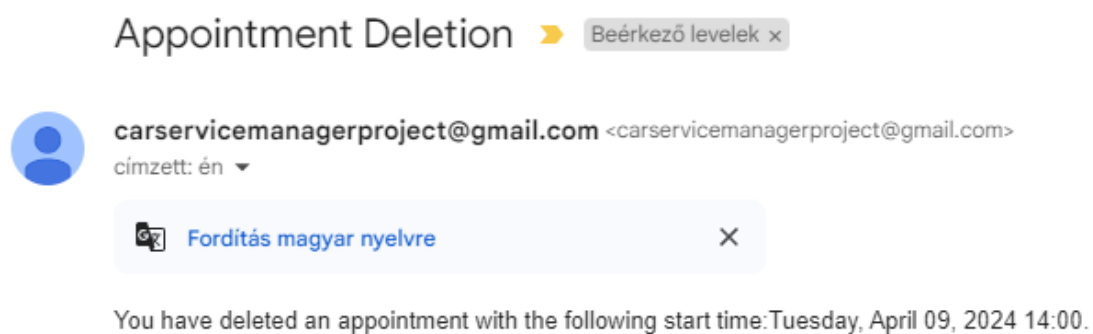 Appointment Deletion Beérkező levelek ×
carservicemanagerproject@gmail.com <carservicemanagerproject@gmail.com>
címzett: én
Fordítás magyar nyelvre
You have deleted an appointment with the following start time:Tuesday, April 09, 2024 14:00.